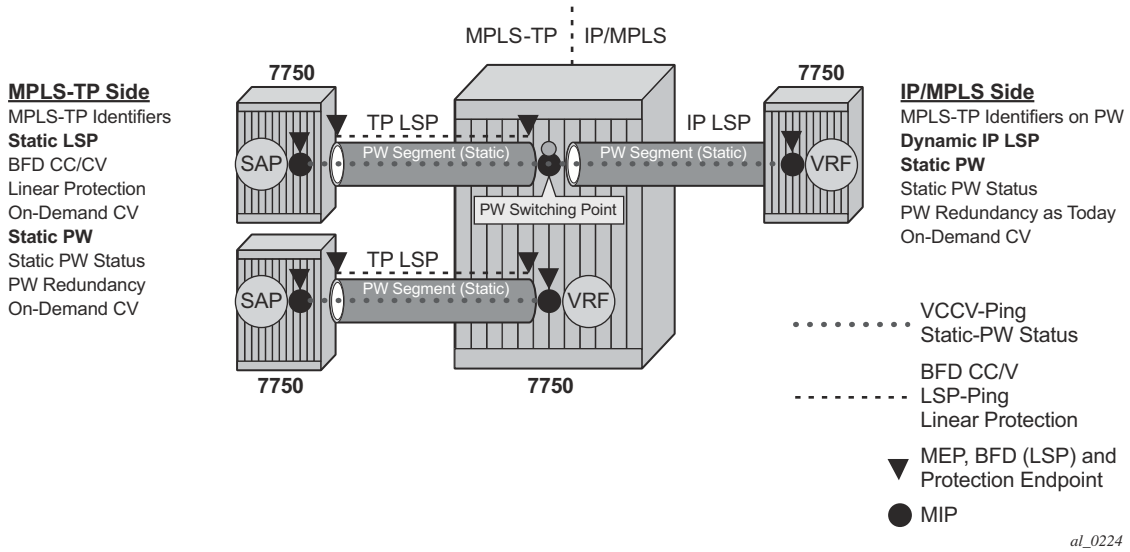 MPLS-TP IP/MPLS
7750
7750
MPLS-TP Side
MPLS-TP Identifiers
Static LSP
BFD CC/CV
Linear Protection
On-Demand CV
Static PW
Static PW Status
PW Redundancy
On-Demand CV
TP LSP
IP LSP
SAP
PW Segment (Static)
PW Segment (Static)
VRF
PW Switching Point
TP LSP
SAP
PW Segment (Static)
VRF
7750
7750
IP/MPLS Side
MPLS-TP Identifiers on PW
Dynamic IP LSP
Static PW
Static PW Status
PW Redundancy as Today
On-Demand CV
VCCV-Ping
Static-PW Status
BFD CC/V
LSP-Ping
Linear Protection
MEP, BFD (LSP) and
Protection Endpoint
MIP
al_0224